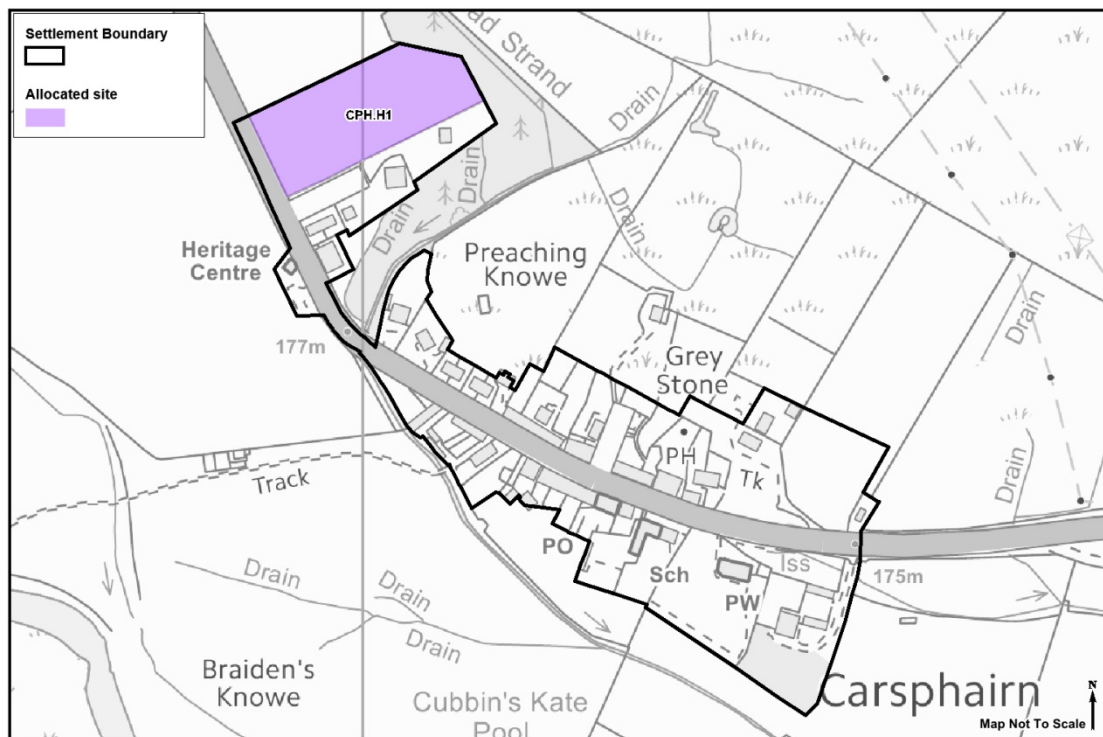 Settlement Boundary
Allocated site
CPH.H1
ad Strand
Drain
Drain
Drain
Heritage
Centre
Preaching
Knowe
177m
Grey
Stone
Drain
PH
Tk
Drain
Track
PO
Sch
Iss
PW
175m
Drain
Drain
Drain
Braiden's
Knowe
Cubbin's Kate
Pool
Carsphairn
N
Map Not To Scale